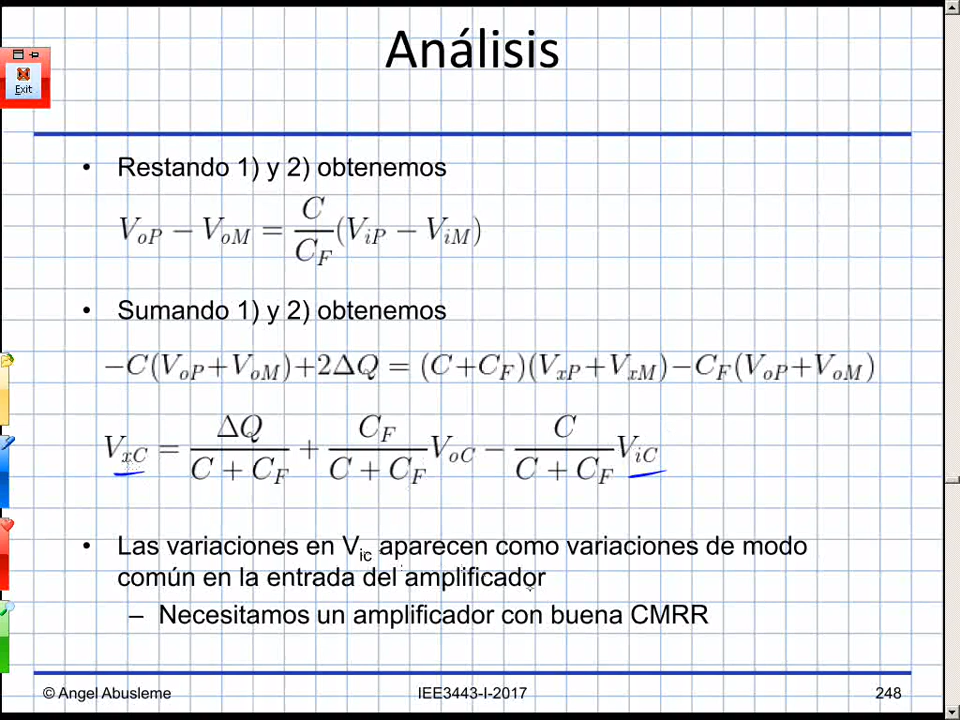 Análisis
Exit
• Restando 1) y 2) obtenemos
V_{oP} − V_{oM} = \frac{C}{C_F}(V_{iP} − V_{iM})
• Sumando 1) y 2) obtenemos
−C(V_{oP}+V_{oM})+2ΔQ = (C+C_F)(V_{xP}+V_{xM})−C_F(V_{oP}+V_{oM})
V_{xC} = \frac{ΔQ}{C + C_F} + \frac{C_F}{C + C_F}V_{oC} − \frac{C}{C + C_F}V_{iC}
• Las variaciones en V_{ic} aparecen como variaciones de modo
común en la entrada del amplificador
– Necesitamos un amplificador con buena CMRR
© Angel Abusleme IEE3443-I-2017 248